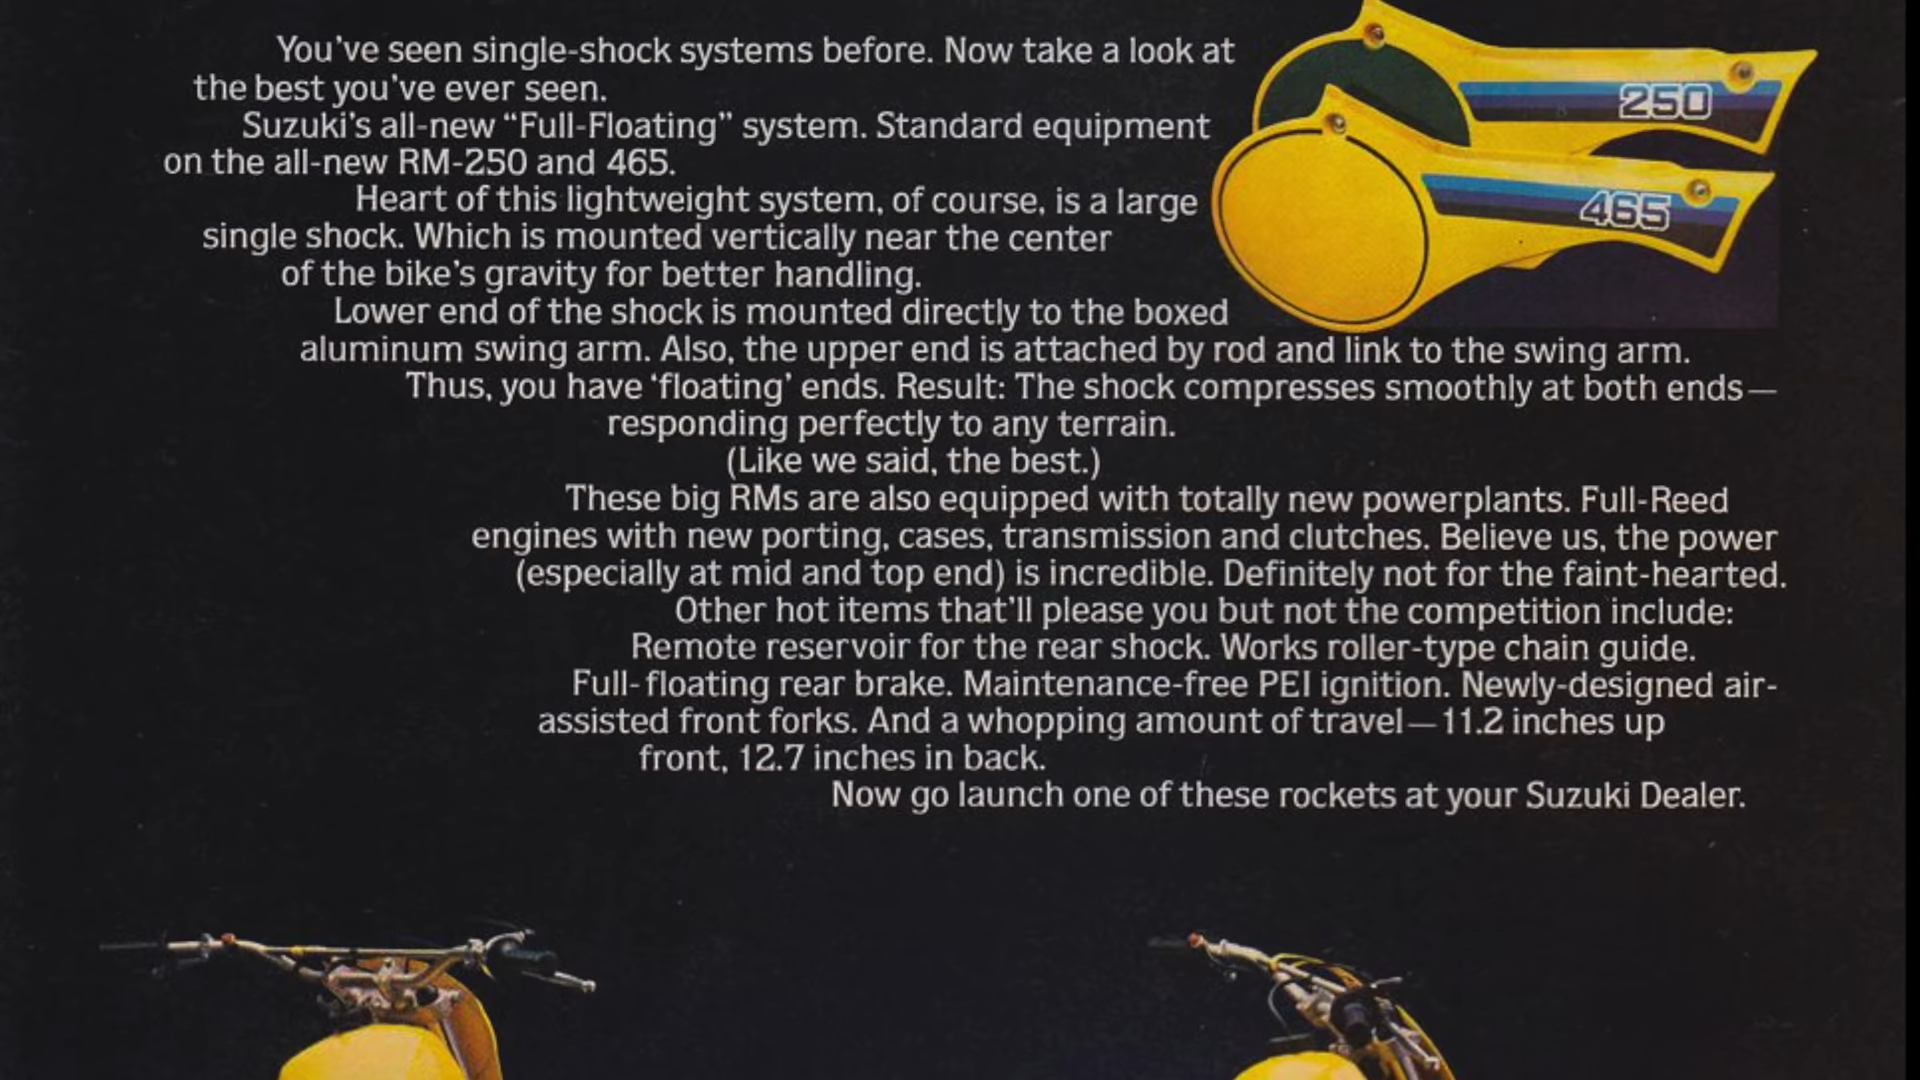 You've seen single-shock systems before. Now take a look at
the best you've ever seen.
Suzuki's all-new “Full-Floating” system. Standard equipment
on the all-new RM-250 and 465.
Heart of this lightweight system, of course, is a large
single shock. Which is mounted vertically near the center
of the bike's gravity for better handling.
Lower end of the shock is mounted directly to the boxed
aluminum swing arm. Also, the upper end is attached by rod and link to the swing arm.
Thus, you have ‘floating’ ends. Result: The shock compresses smoothly at both ends—
responding perfectly to any terrain.
(Like we said, the best.)
These big RMs are also equipped with totally new powerplants. Full-Reed
engines with new porting, cases, transmission and clutches. Believe us, the power
(especially at mid and top end) is incredible. Definitely not for the faint-hearted.
Other hot items that'll please you but not the competition include:
Remote reservoir for the rear shock. Works roller-type chain guide.
Full-floating rear brake. Maintenance-free PEI ignition. Newly-designed air-
assisted front forks. And a whopping amount of travel—11.2 inches up
front, 12.7 inches in back.
Now go launch one of these rockets at your Suzuki Dealer.
250
465